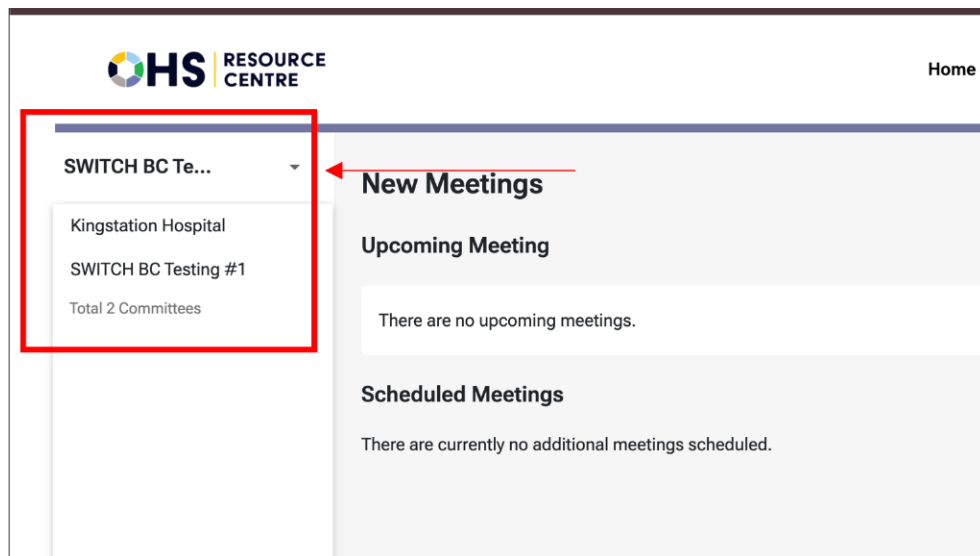 OHS RESOURCE
CENTRE
Home
SWITCH BC Te...
Kingstation Hospital
SWITCH BC Testing #1
Total 2 Committees
New Meetings
Upcoming Meeting
There are no upcoming meetings.
Scheduled Meetings
There are currently no additional meetings scheduled.